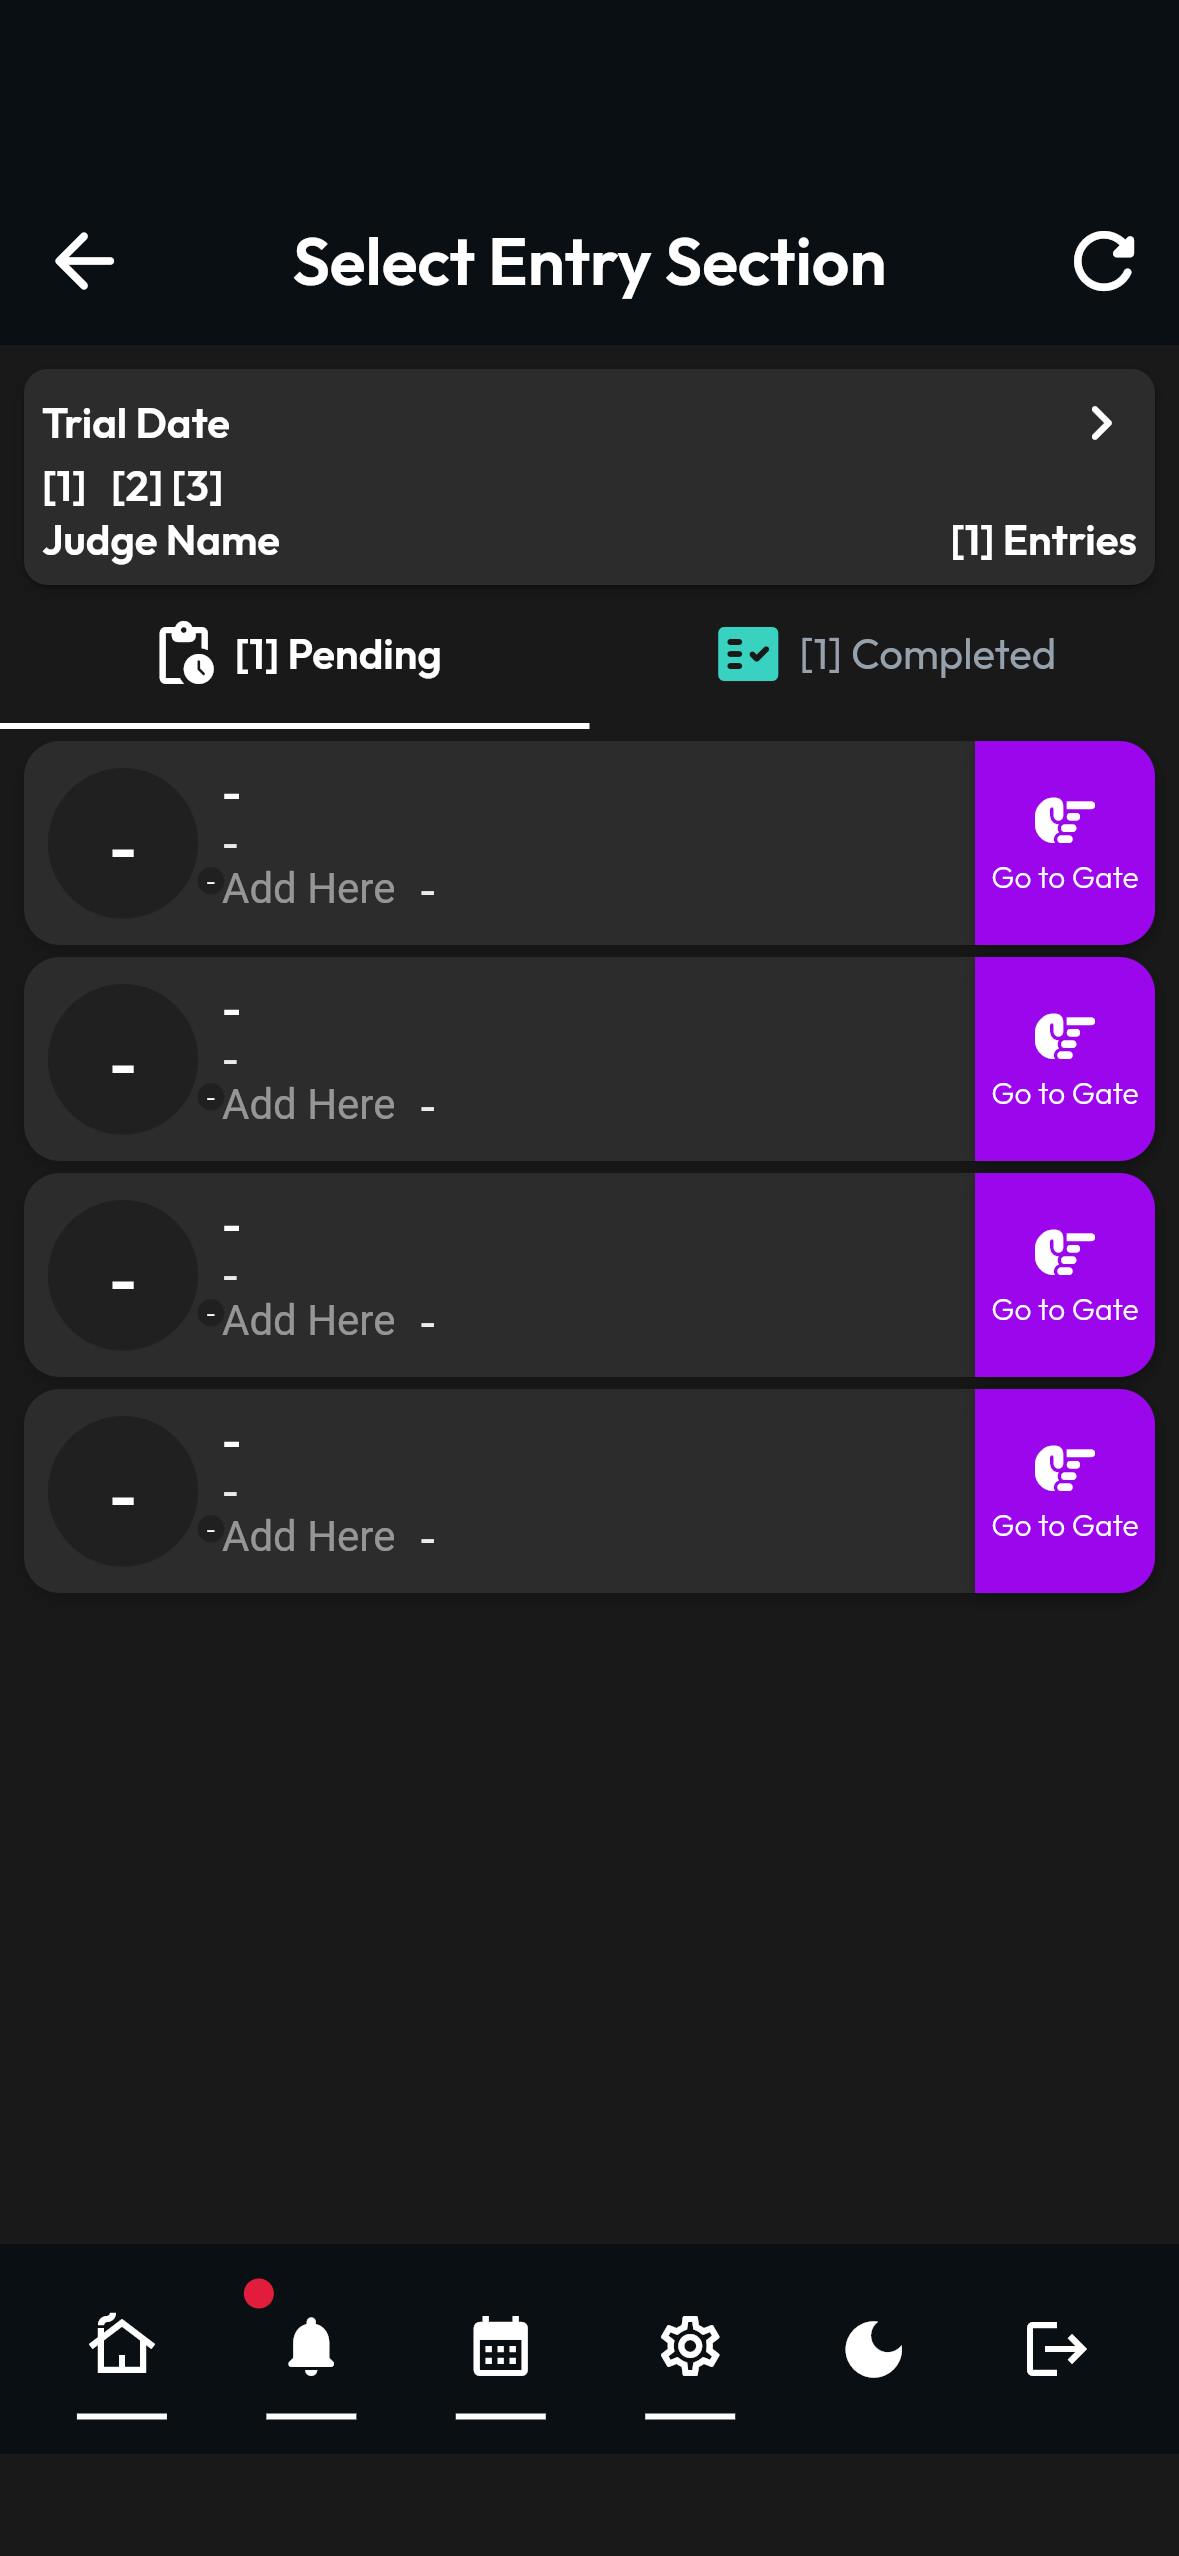 Select Entry Section
Trial Date
[1] [2] [3]
Judge Name [1] Entries
[1] Pending [1] Completed
-
-
-
- Add Here -
Go to Gate
-
-
-
- Add Here -
Go to Gate
-
-
-
- Add Here -
Go to Gate
-
-
-
- Add Here -
Go to Gate